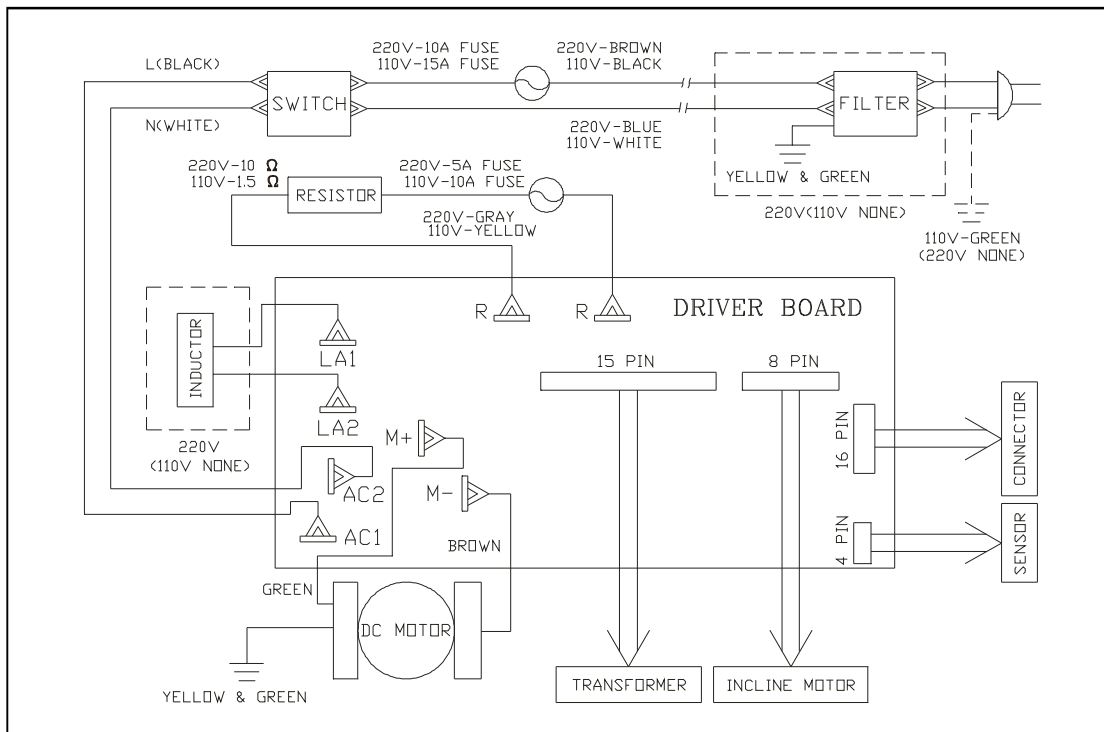 L(BLACK)
N(WHITE)
SWITCH
220V-10A FUSE
110V-15A FUSE
220V-BROWN
110V-BLACK
220V-BLUE
110V-WHITE
FILTER
YELLOW & GREEN
220V(110V NONE)
110V-GREEN
(220V NONE)
220V-10 Ω
110V-1.5 Ω
RESISTOR
220V-5A FUSE
110V-10A FUSE
220V-GRAY
110V-YELLOW
R
R
DRIVER BOARD
INDUCTOR
LA1
LA2
220V
(110V NONE)
M+
AC2
M-
AC1
BROWN
GREEN
DC MOTOR
YELLOW & GREEN
15 PIN
8 PIN
16 PIN
CONNECTOR
4 PIN
SENSOR
TRANSFORMER
INCLINE MOTOR